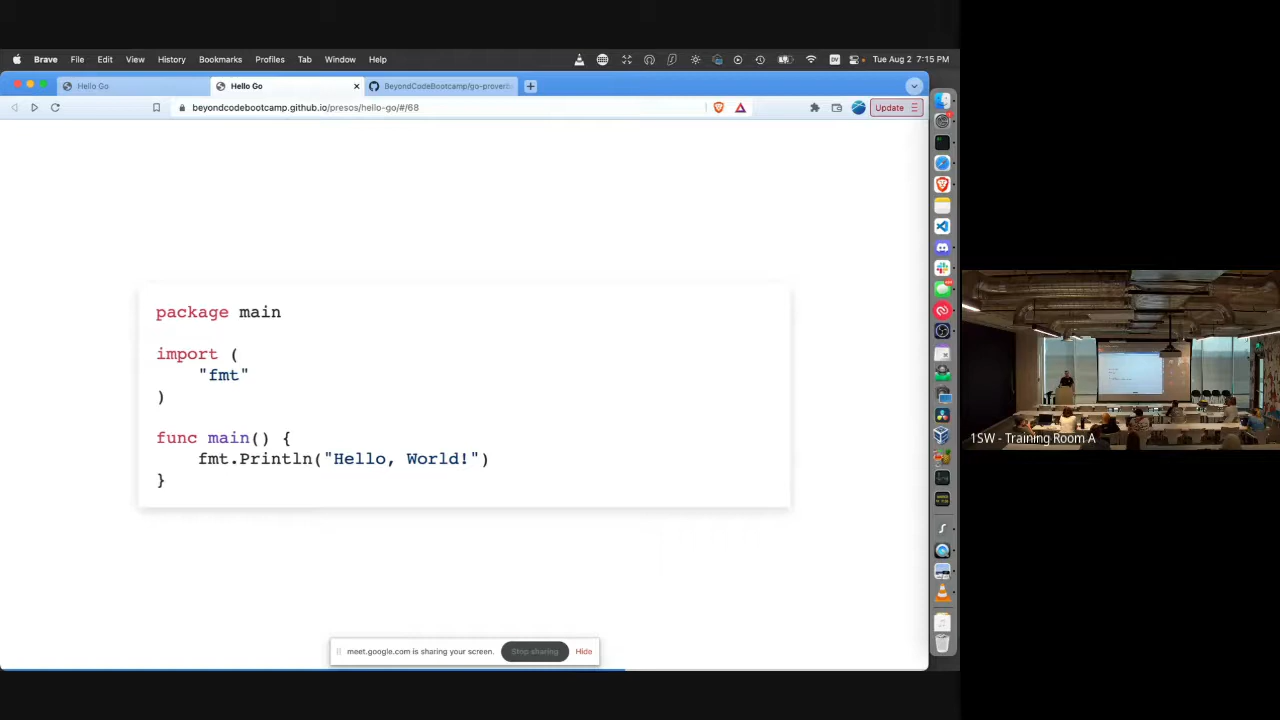 Brave File Edit View History Bookmarks Profiles Tab Window Help
Tue Aug 2 7:15 PM
Hello Go
Hello Go
BeyondCodeBootcamp/go-proverb
beyondcodebootcamp.github.io/presos/hello-go/#/68
Update
package main
import (
"fmt"
)
func main() {
fmt.Println("Hello, World!")
}
meet.google.com is sharing your screen.
Stop sharing
Hide
1SW - Training Room A